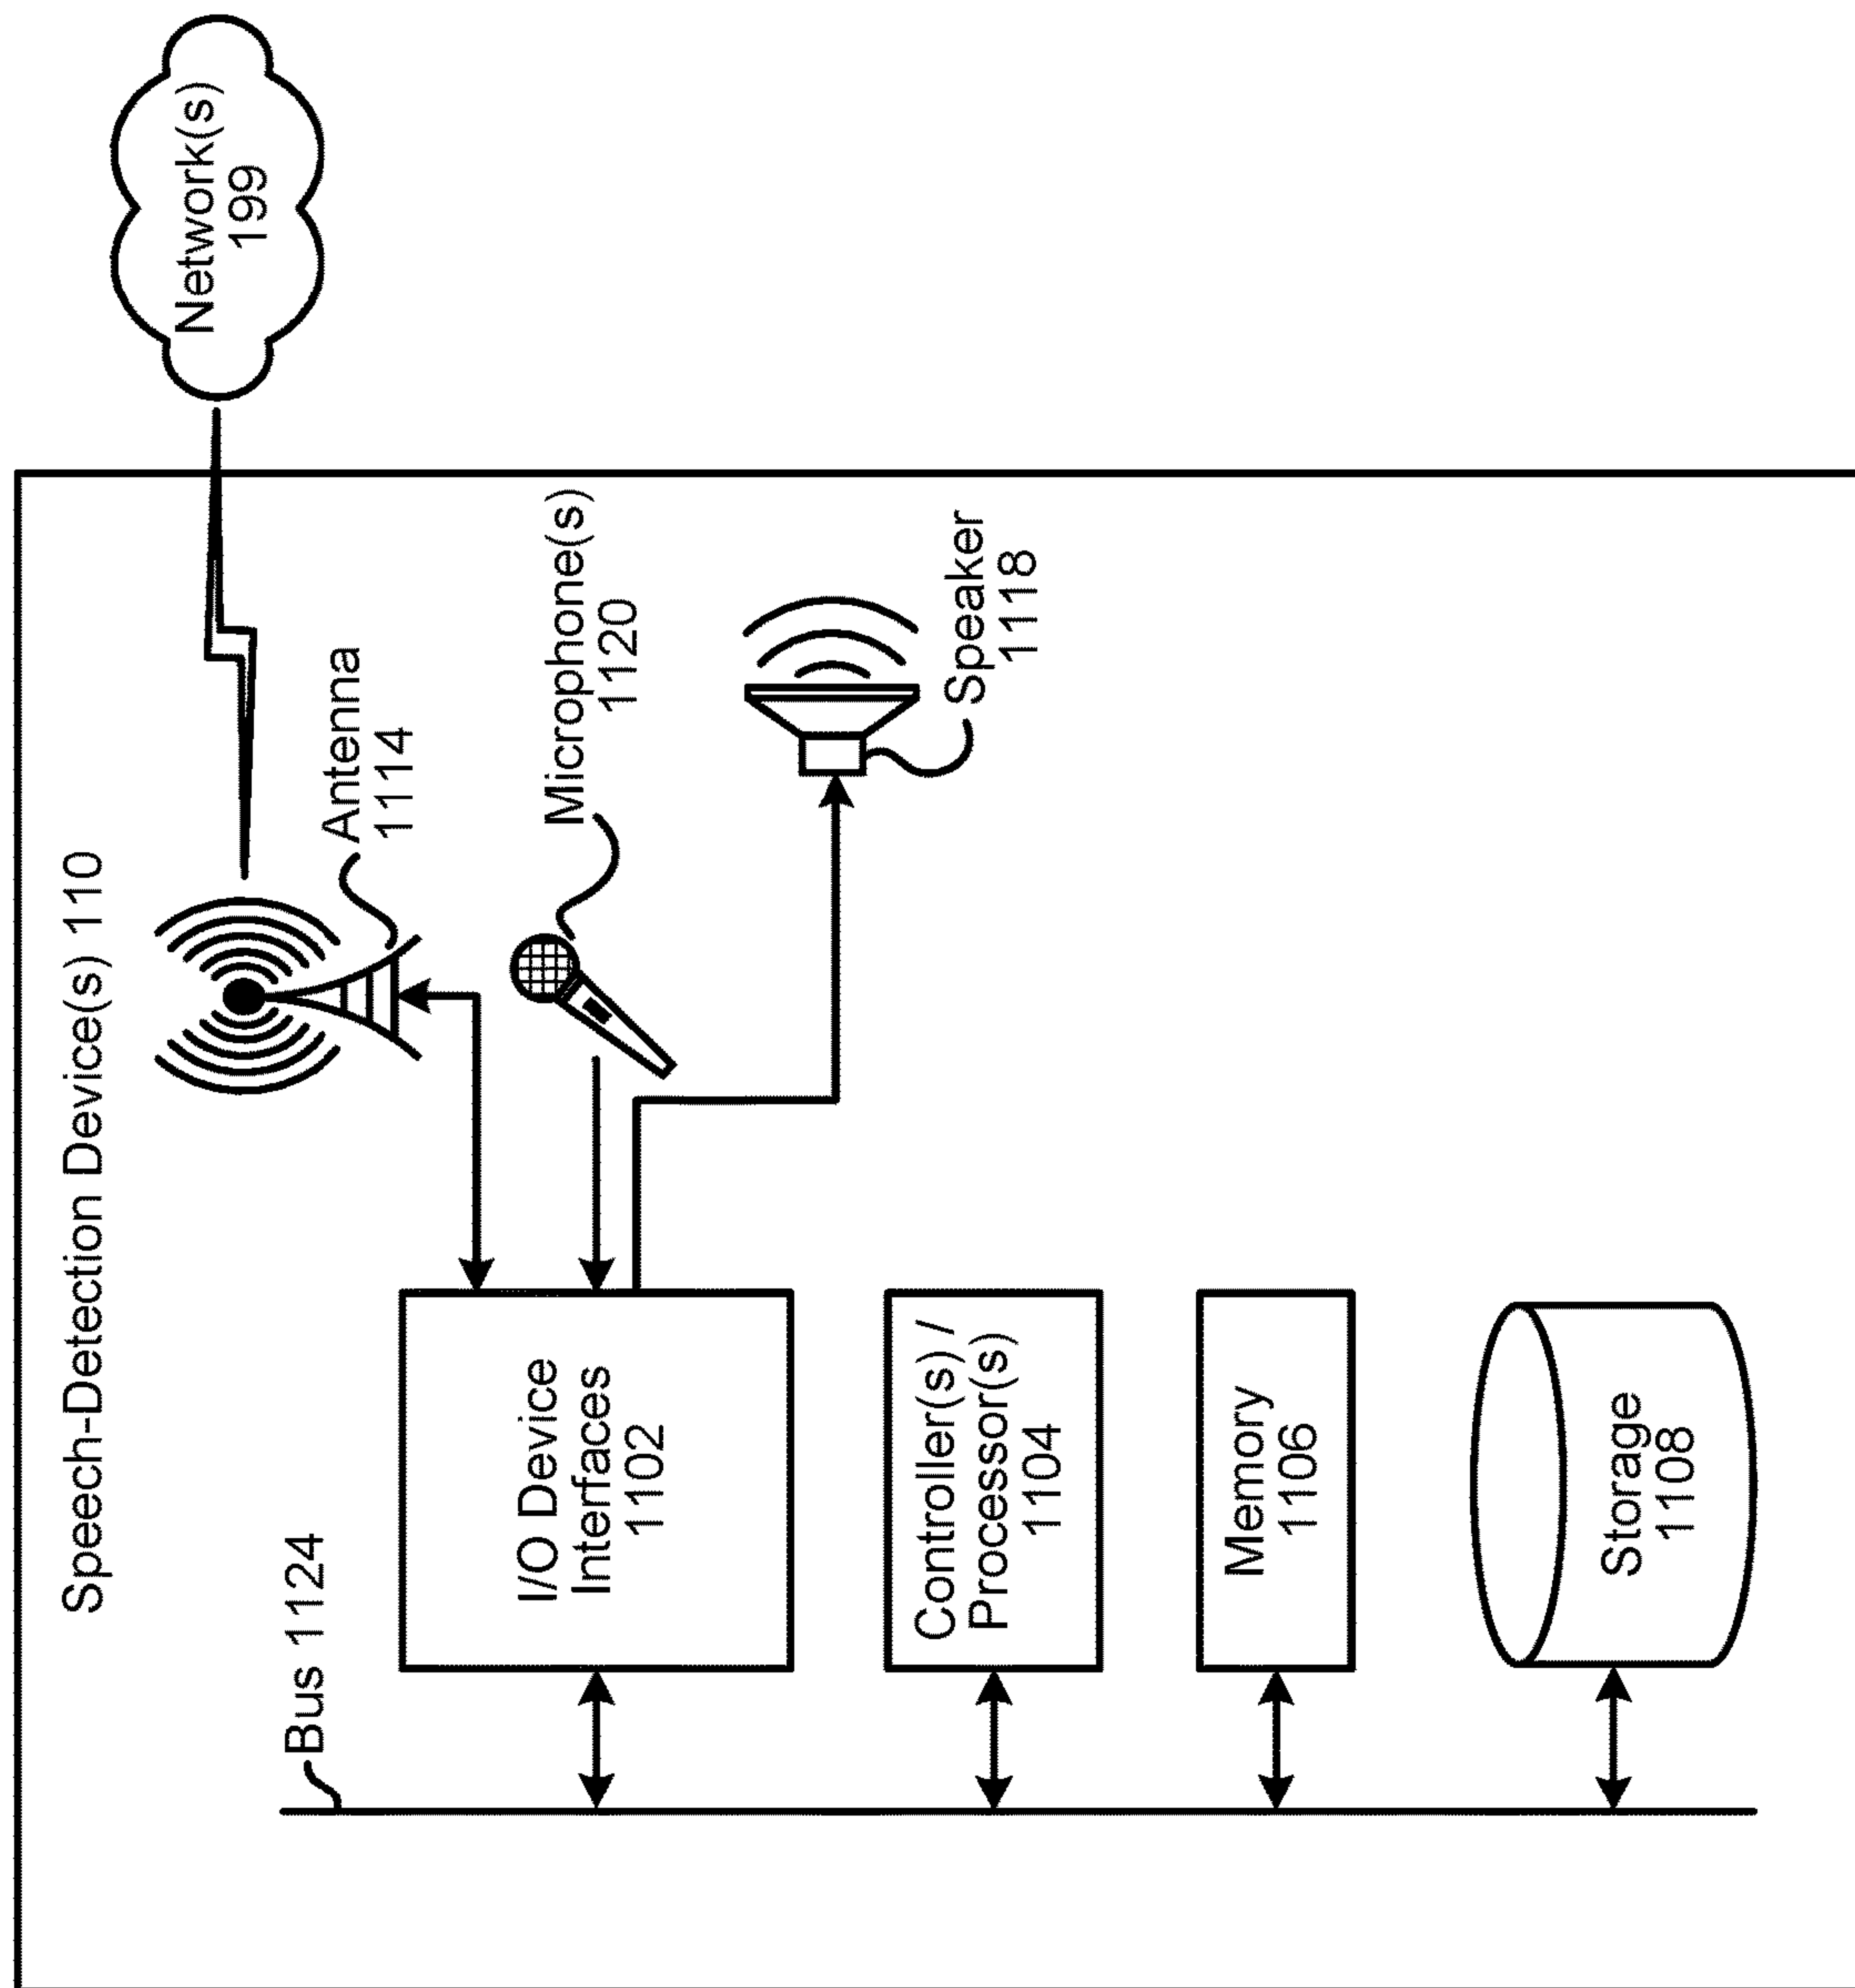 Speech-Detection Device(s) 110
Bus 1124
Network(s)
199
Antenna
1114
I/O Device
Interfaces
1102
Microphone(s)
1120
Speaker
1118
Controller(s) /
Processor(s)
1104
Memory
1106
Storage
1108